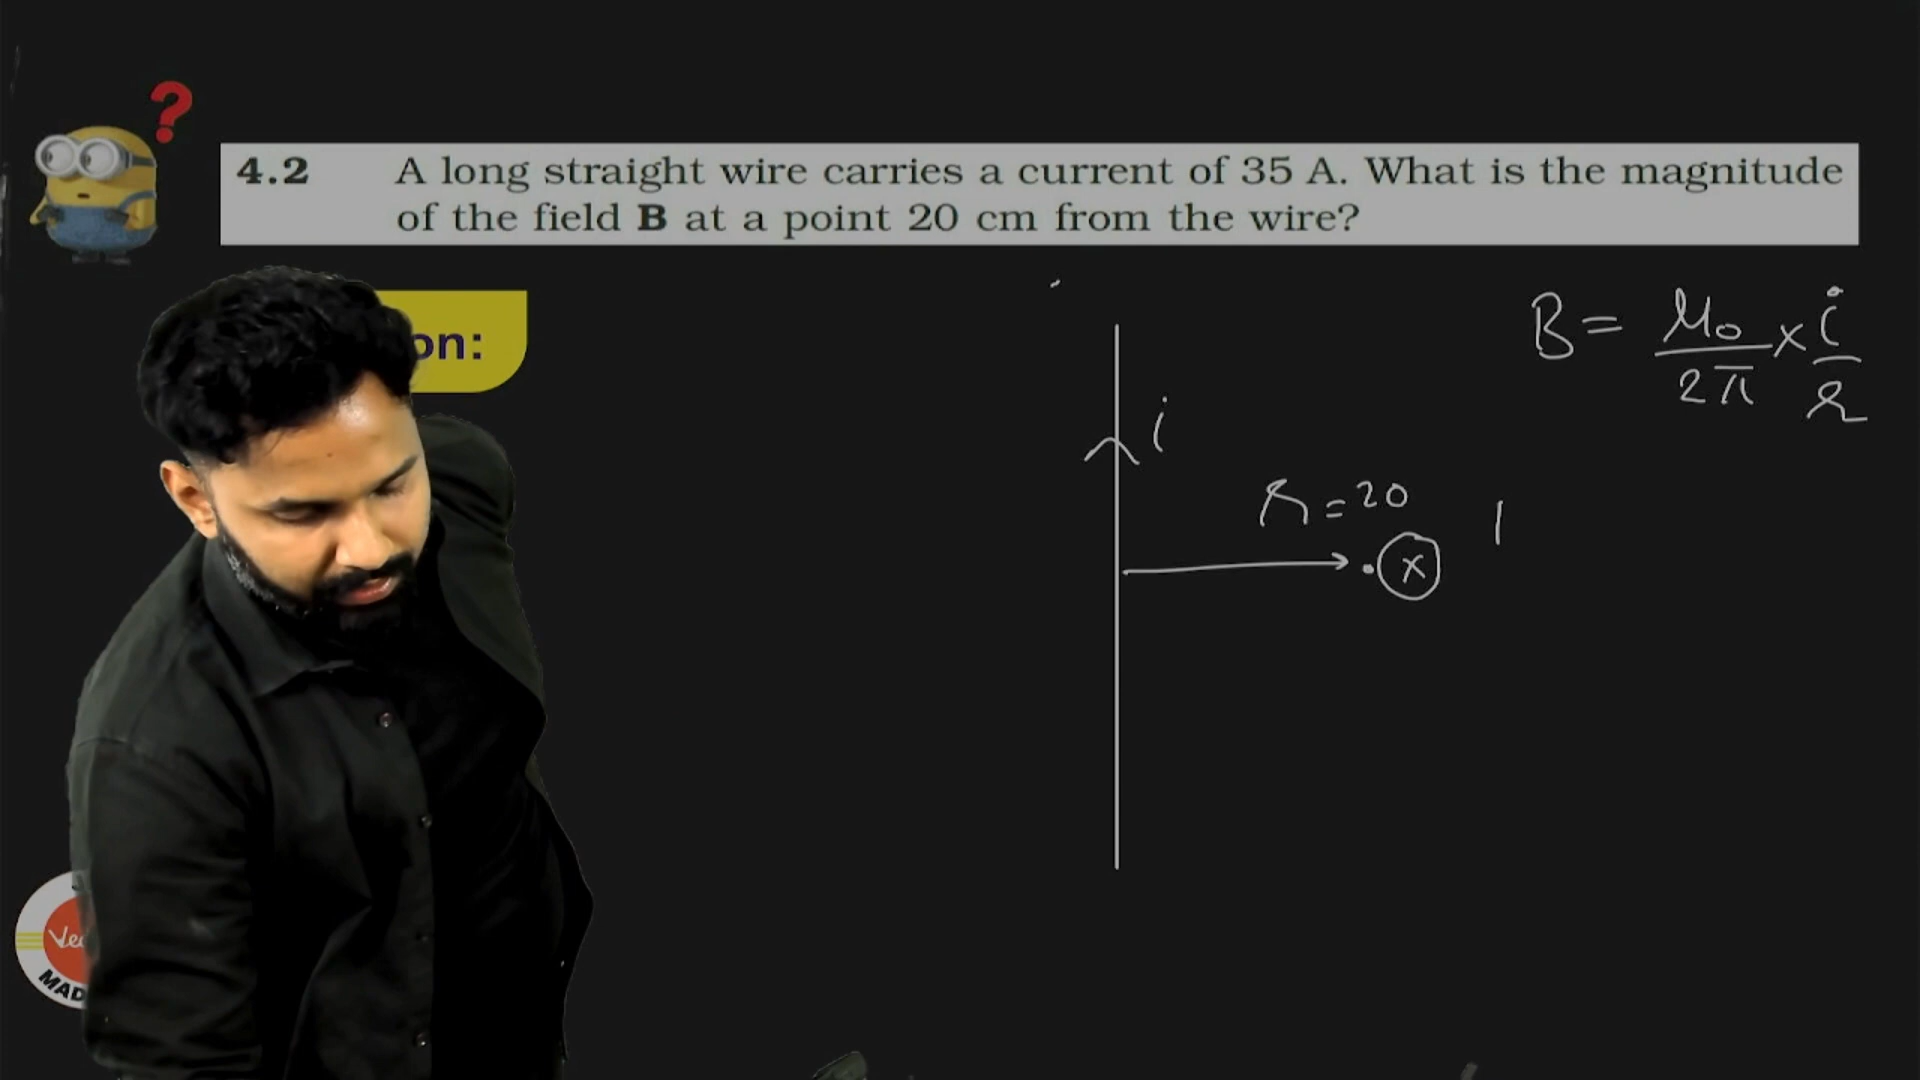 ?
4.2 A long straight wire carries a current of 35 A. What is the magnitude
of the field B at a point 20 cm from the wire?
on:
B = μ₀/2π × i/r
i
r = 20
x
MAD